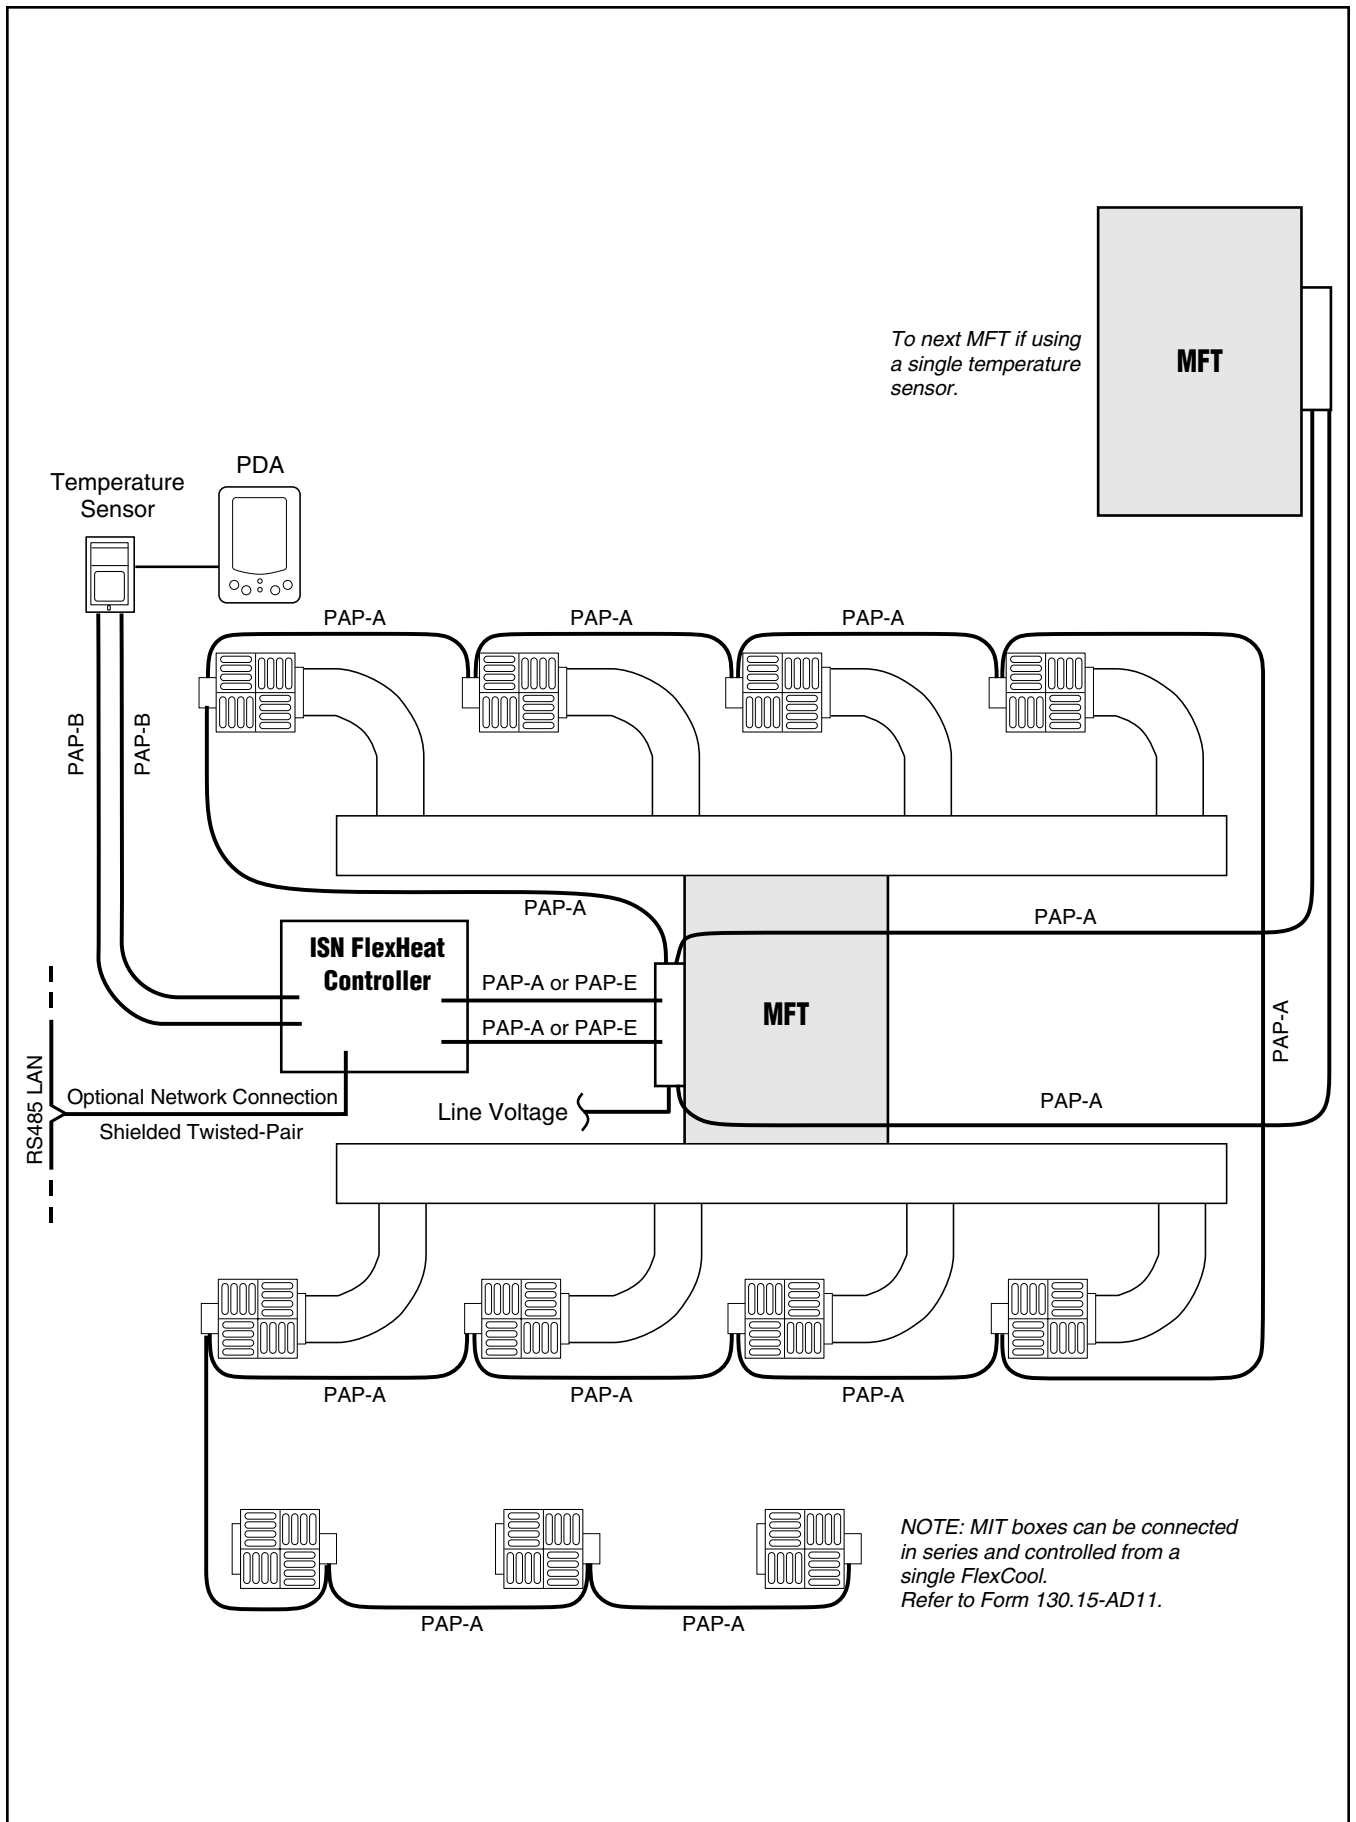 To next MFT if using
a single temperature
sensor.
MFT
PDA
Temperature
Sensor
PAP-A
PAP-A
PAP-A
PAP-B
PAP-B
PAP-A
PAP-A
ISN FlexHeat
Controller
PAP-A or PAP-E
PAP-A or PAP-E
MFT
PAP-A
RS485 LAN
Optional Network Connection
Shielded Twisted-Pair
Line Voltage
PAP-A
PAP-A
PAP-A
PAP-A
NOTE: MIT boxes can be connected
in series and controlled from a
single FlexCool.
Refer to Form 130.15-AD11.
PAP-A
PAP-A